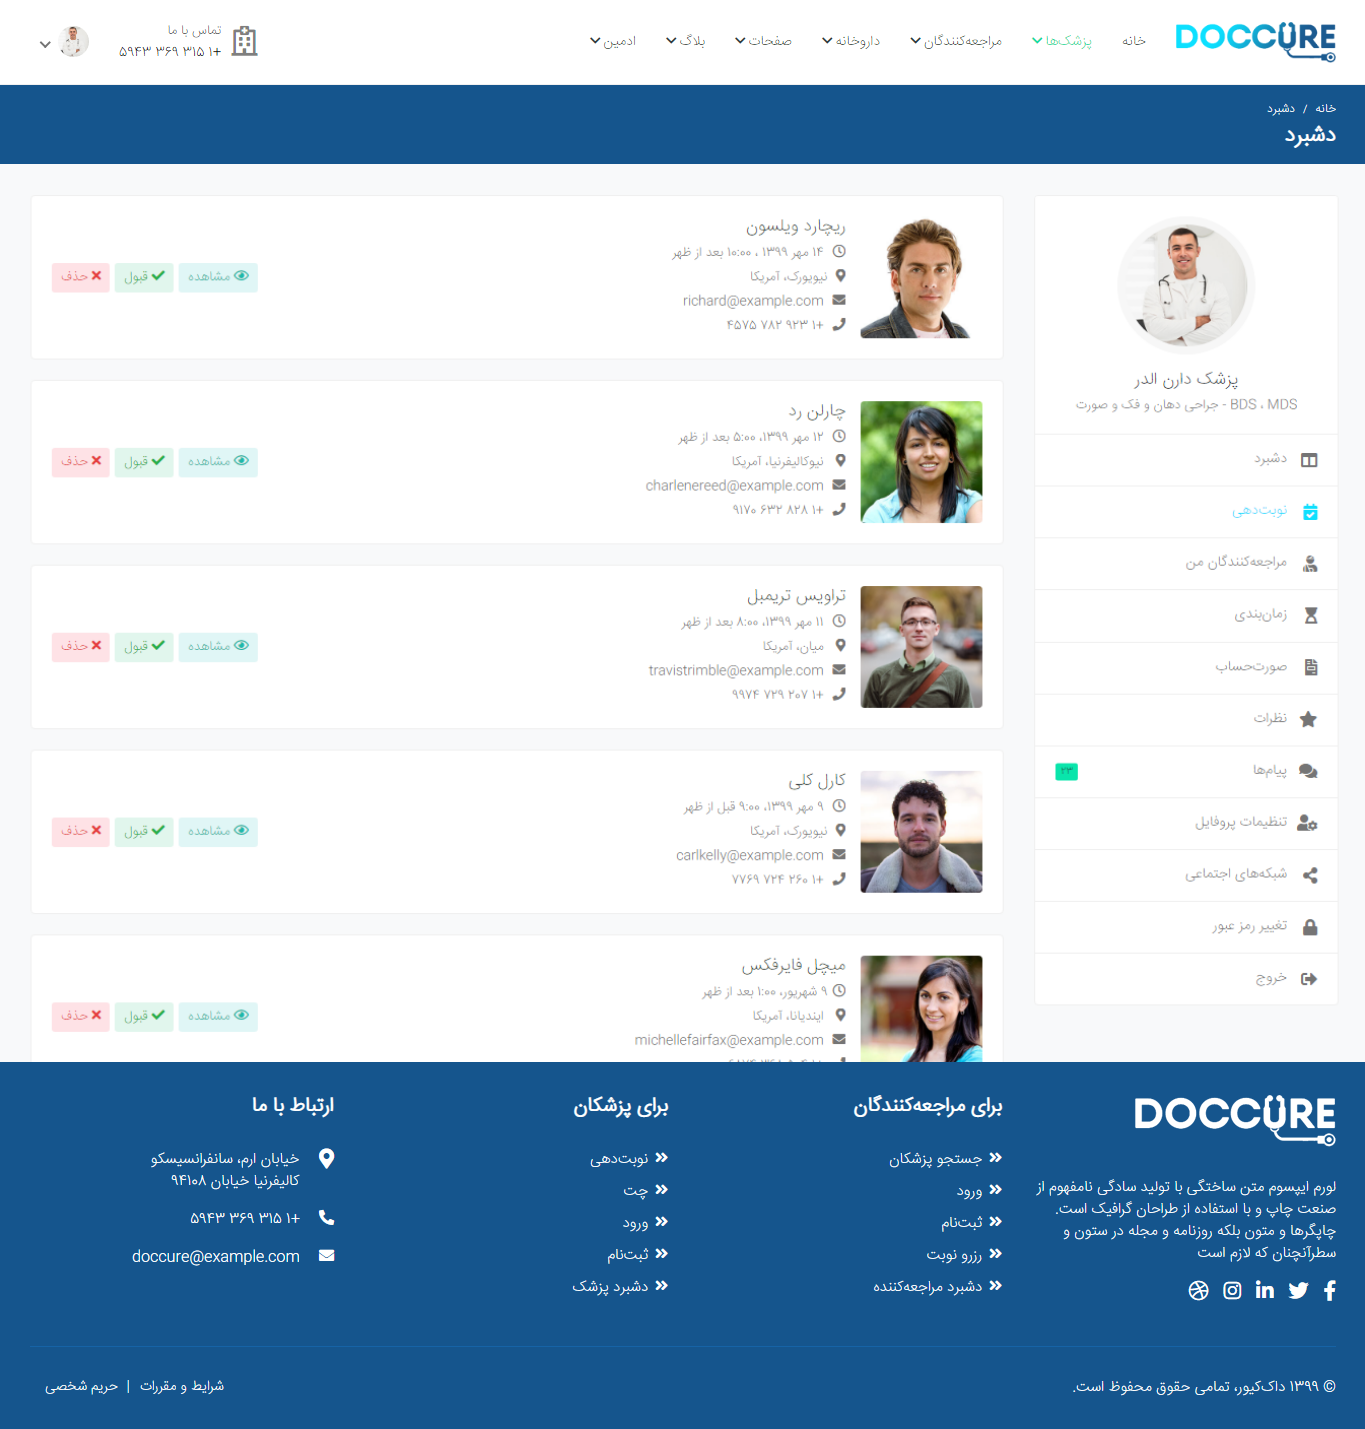 DOCCURE
خانه
پزشک‌ها
مراجعه‌کنندگان
داروخانه
صفحات
بلاگ
ادمین
تماس با ما
+۱ ۳۱۵ ۳۶۹ ۵۹۴۳
خانه / دشبرد
دشبرد
پزشک دارن الدر
BDS ، MDS - جراحی دهان و فک و صورت
دشبرد
نوبت‌دهی
مراجعه‌کنندگان من
زمان‌بندی
صورت‌حساب
نظرات
پیام‌ها
۲۳
تنظیمات پروفایل
شبکه‌های اجتماعی
تغییر رمز عبور
خروج
ریچارد ویلسون
۱۴ مهر ۱۳۹۹ ، ۱۰:۰۰ بعد از ظهر
نیویورک، آمریکا
richard@example.com
+۱ ۹۲۳ ۷۸۲ ۴۵۷۵
مشاهده
قبول
حذف
چارلن رد
۱۲ مهر ۱۳۹۹، ۵:۰۰ بعد از ظهر
نیوکالیفرنیا، آمریکا
charlenereed@example.com
+۱ ۸۲۸ ۶۳۲ ۹۱۷۰
مشاهده
قبول
حذف
تراویس تریمبل
۱۱ مهر ۱۳۹۹، ۸:۰۰ بعد از ظهر
میان، آمریکا
travistrimble@example.com
+۱ ۲۰۷ ۷۲۹ ۹۹۷۴
مشاهده
قبول
حذف
کارل کلی
۹ مهر ۱۳۹۹، ۹:۰۰ قبل از ظهر
نیویورک، آمریکا
carlkelly@example.com
+۱ ۲۶۰ ۷۲۴ ۷۷۶۹
مشاهده
قبول
حذف
میچل فایرفکس
۹ شهریور، ۱:۰۰ بعد از ظهر
ایندیانا، آمریکا
michellefairfax@example.com
مشاهده
قبول
حذف
DOCCURE
لورم ایپسوم متن ساختگی با تولید سادگی نامفهوم از
صنعت چاپ و با استفاده از طراحان گرافیک است.
چاپگرها و متون بلکه روزنامه و مجله در ستون و
سطرآنچنان که لازم است
برای مراجعه‌کنندگان
جستجو پزشکان
ورود
ثبت‌نام
رزرو نوبت
دشبرد مراجعه‌کننده
برای پزشکان
نوبت‌دهی
چت
ورود
ثبت‌نام
دشبرد پزشک
ارتباط با ما
خیابان ارم، سانفرانسیسکو
کالیفرنیا خیابان ۹۴۱۰۸
+۱ ۳۱۵ ۳۶۹ ۵۹۴۳
doccure@example.com
© ۱۳۹۹ داک‌کیور، تمامی حقوق محفوظ است.
شرایط و مقررات | حریم شخصی